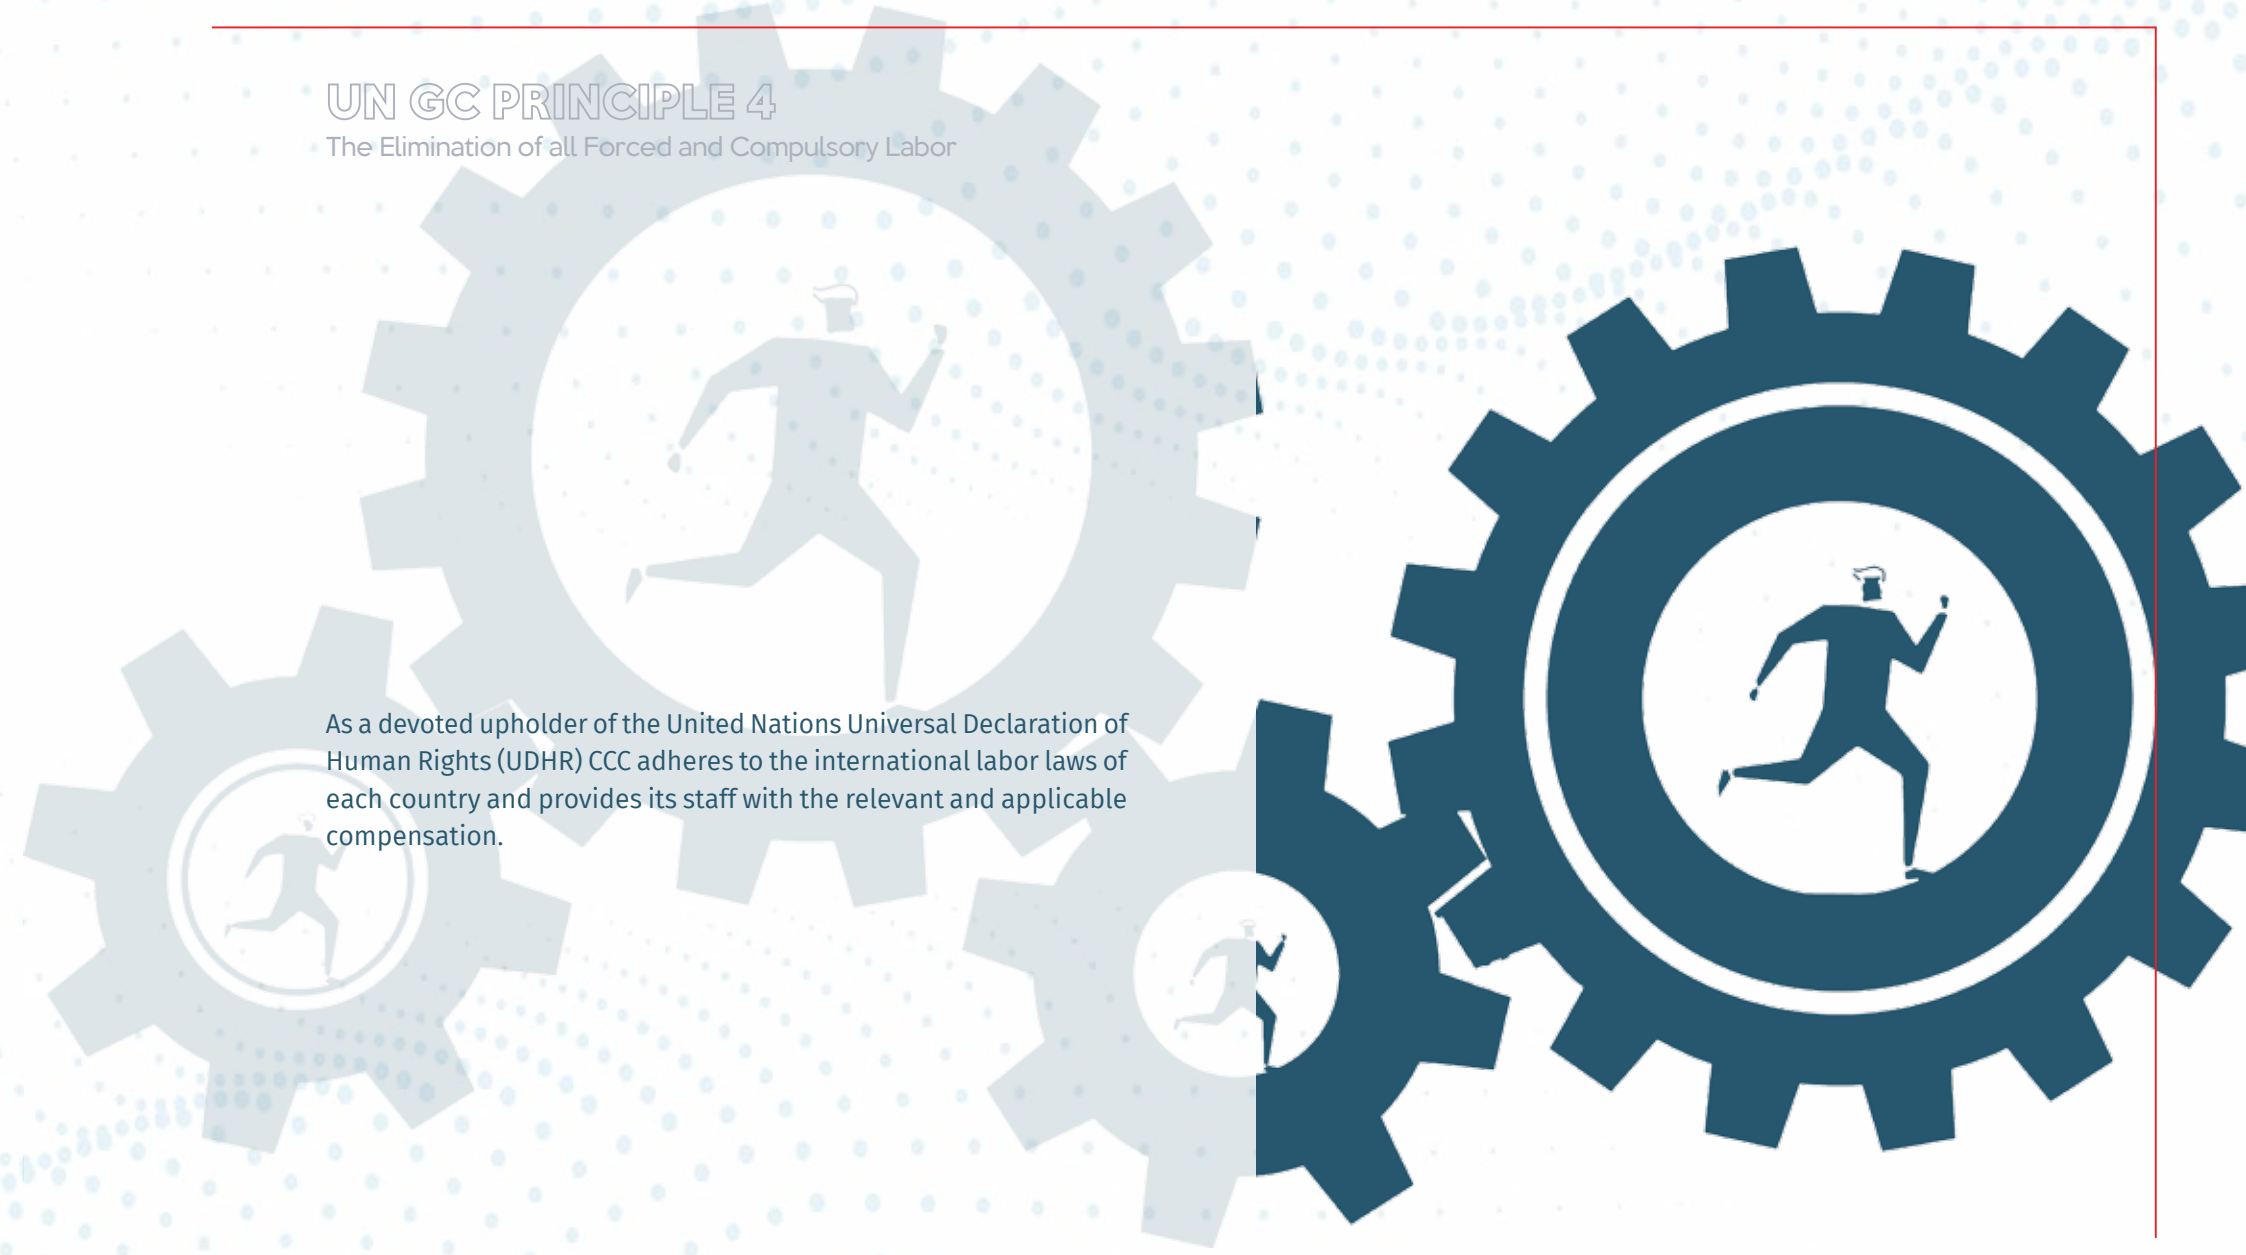 UN GC PRINCIPLE 4
The Elimination of all Forced and Compulsory Labor
As a devoted upholder of the United Nations Universal Declaration of
Human Rights (UDHR) CCC adheres to the international labor laws of
each country and provides its staff with the relevant and applicable
compensation.